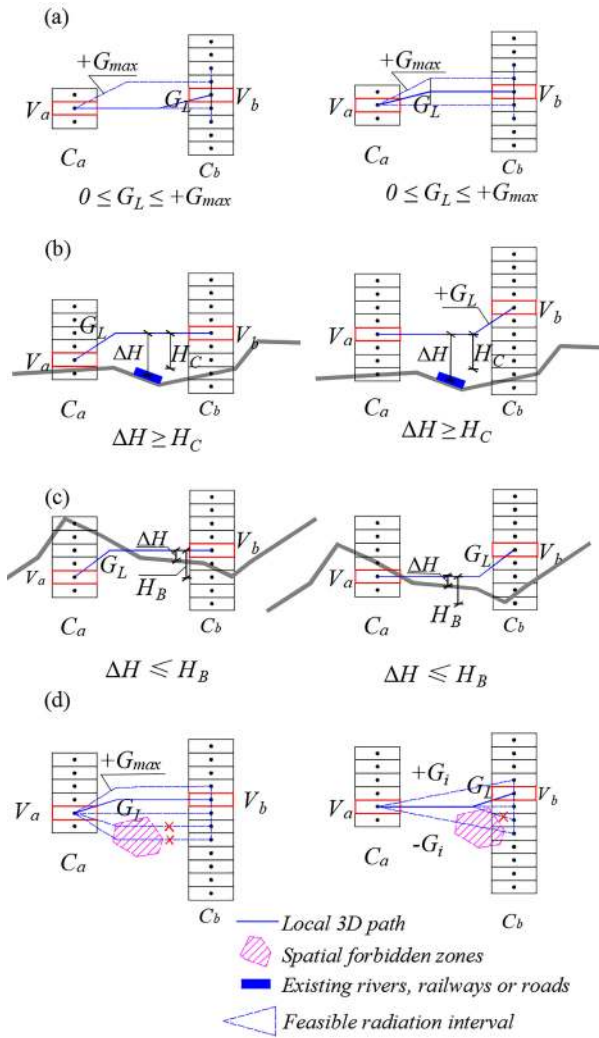 (a)
+Gmax
GL
Va
Vb
Ca
Cb
0 ≤ GL ≤ +Gmax
+Gmax
GL
Va
Vb
Ca
Cb
0 ≤ GL ≤ +Gmax
(b)
GL
ΔH
HC
Va
Vb
Ca
Cb
ΔH ≥ HC
+GL
ΔH
HC
Va
Vb
Ca
Cb
ΔH ≥ HC
(c)
ΔH
GL
HB
Va
Vb
Ca
Cb
ΔH ≤ HB
ΔH
GL
HB
Va
Vb
Ca
Cb
ΔH ≤ HB
(d)
+Gmax
GL
Va
Vb
Ca
Cb
+Gi
GL
-Gi
Va
Vb
Ca
Cb
Local 3D path
Spatial forbidden zones
Existing rivers, railways or roads
Feasible radiation interval